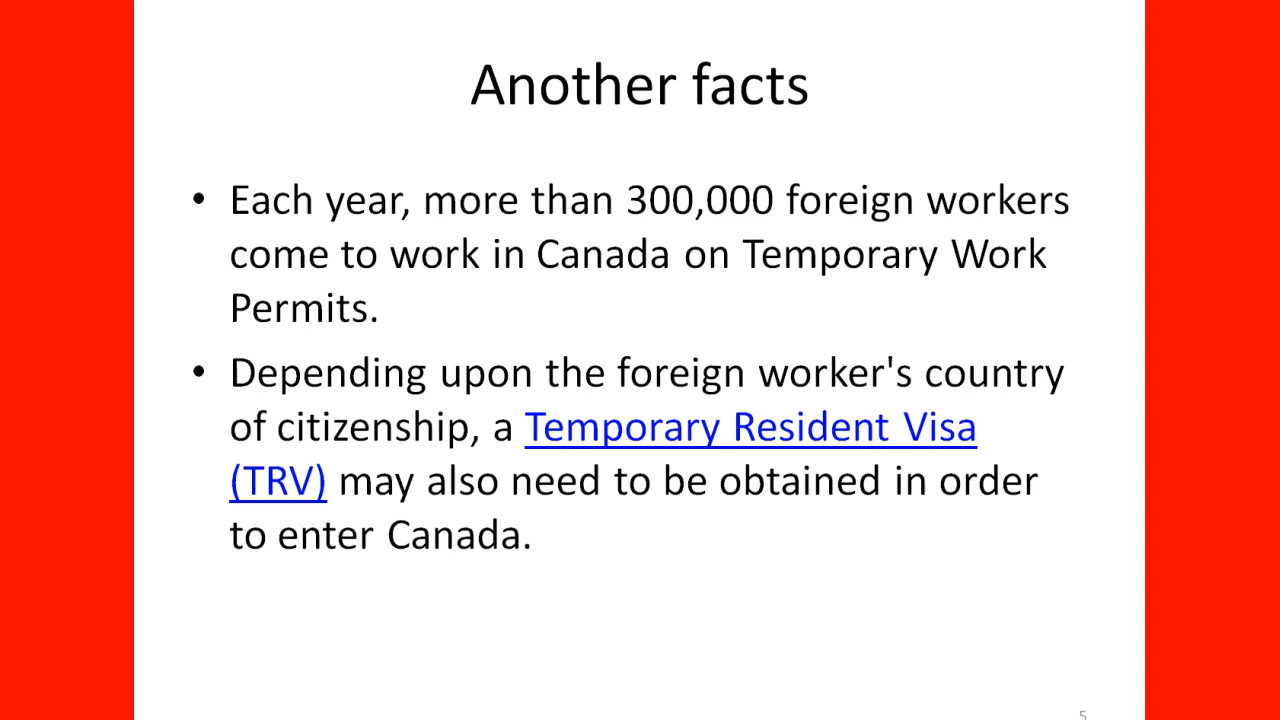 Another facts
• Each year, more than 300,000 foreign workers
come to work in Canada on Temporary Work
Permits.
• Depending upon the foreign worker's country
of citizenship, a Temporary Resident Visa
(TRV) may also need to be obtained in order
to enter Canada.
5